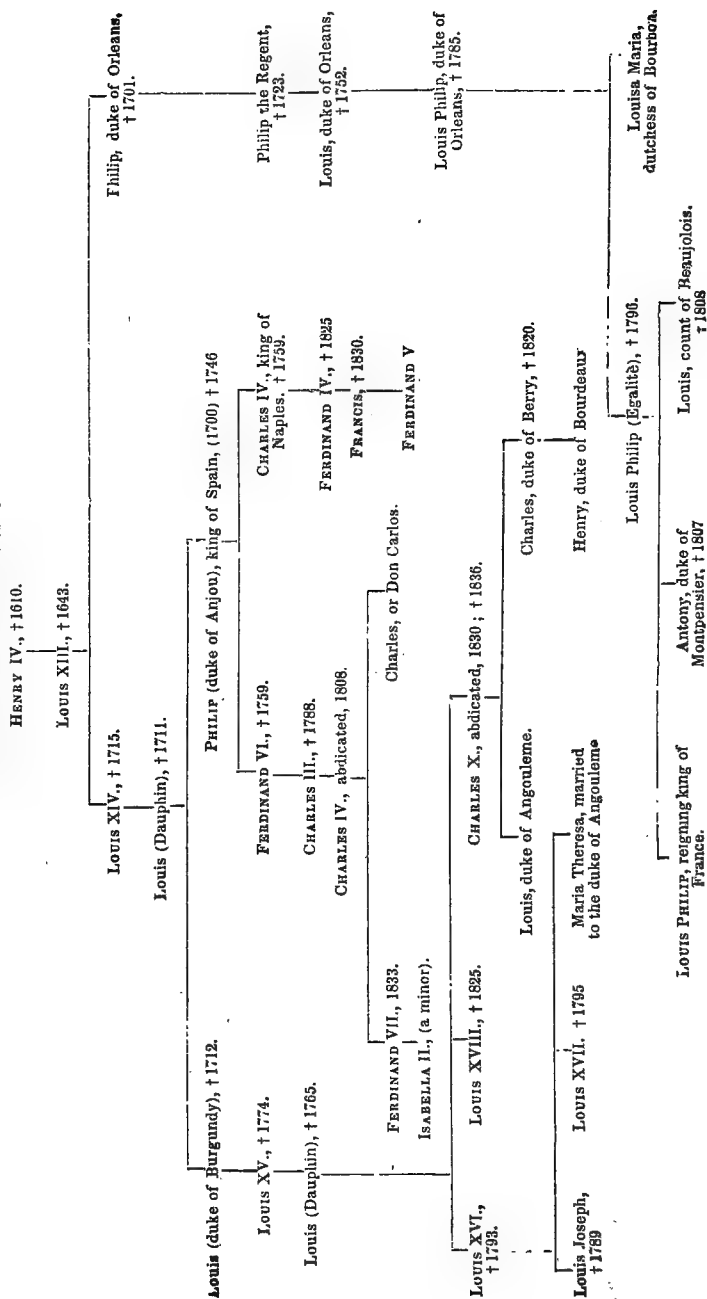 HENRY IV., † 1610.
LOUIS XIII., † 1643.
LOUIS XIV., † 1715.
Philip, duke of Orleans,
† 1701.
Louis (Dauphin), † 1711.
Louis (duke of Burgundy), † 1712.
PHILIP (duke of Anjou), king of Spain, (1700) † 1746
Philip the Regent,
† 1723.
LOUIS XV., † 1774.
FERDINAND VI., † 1759.
CHARLES IV., king of
Naples. † 1759.
Louis, duke of Orleans,
† 1752.
Louis (Dauphin), † 1765.
CHARLES III., † 1788.
FERDINAND IV., † 1825
CHARLES IV., abdicated, 1808.
FRANCIS, † 1830.
FERDINAND V
Louis Philip, duke of
Orleans, † 1785.
FERDINAND VII., 1833.
Charles, or Don Carlos.
ISABELLA II., (a minor).
LOUIS XVI.,
† 1793.
LOUIS XVIII., † 1825.
CHARLES X., abdicated, 1830 ; † 1836.
Louis, duke of Angouleme.
Charles, duke of Berry, † 1820.
Louis Joseph,
† 1789
LOUIS XVII. † 1795
Maria Theresa, married
to the duke of Angouleme
Henry, duke of Bourdeaux
Louis Philip (Egalitè), † 1796.
Louisa Maria,
dutchess of Bourbon.
LOUIS PHILIP, reigning king of
France.
Antony, duke of
Montpensier, † 1807
Louis, count of Beaujolois.
† 1808